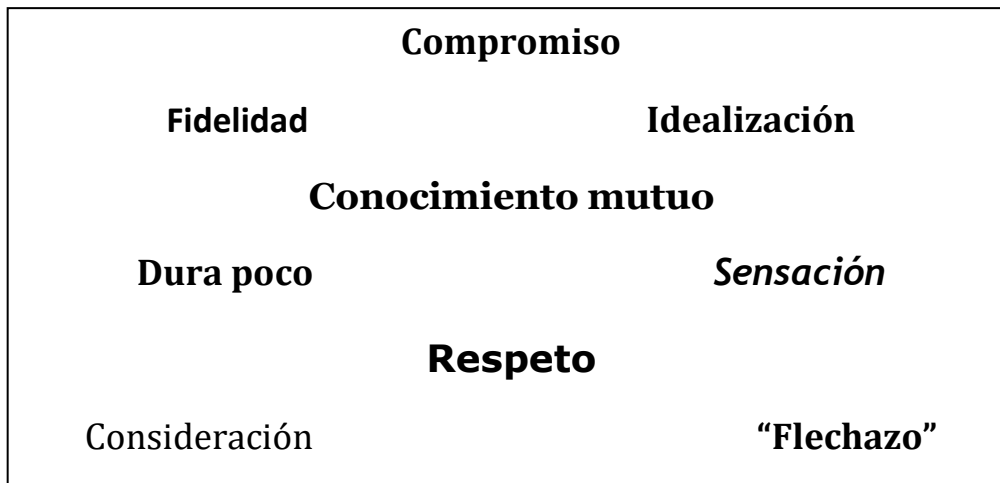 Compromiso
Fidelidad Idealización
Conocimiento mutuo
Dura poco Sensación
Respeto
Consideración “Flechazo”